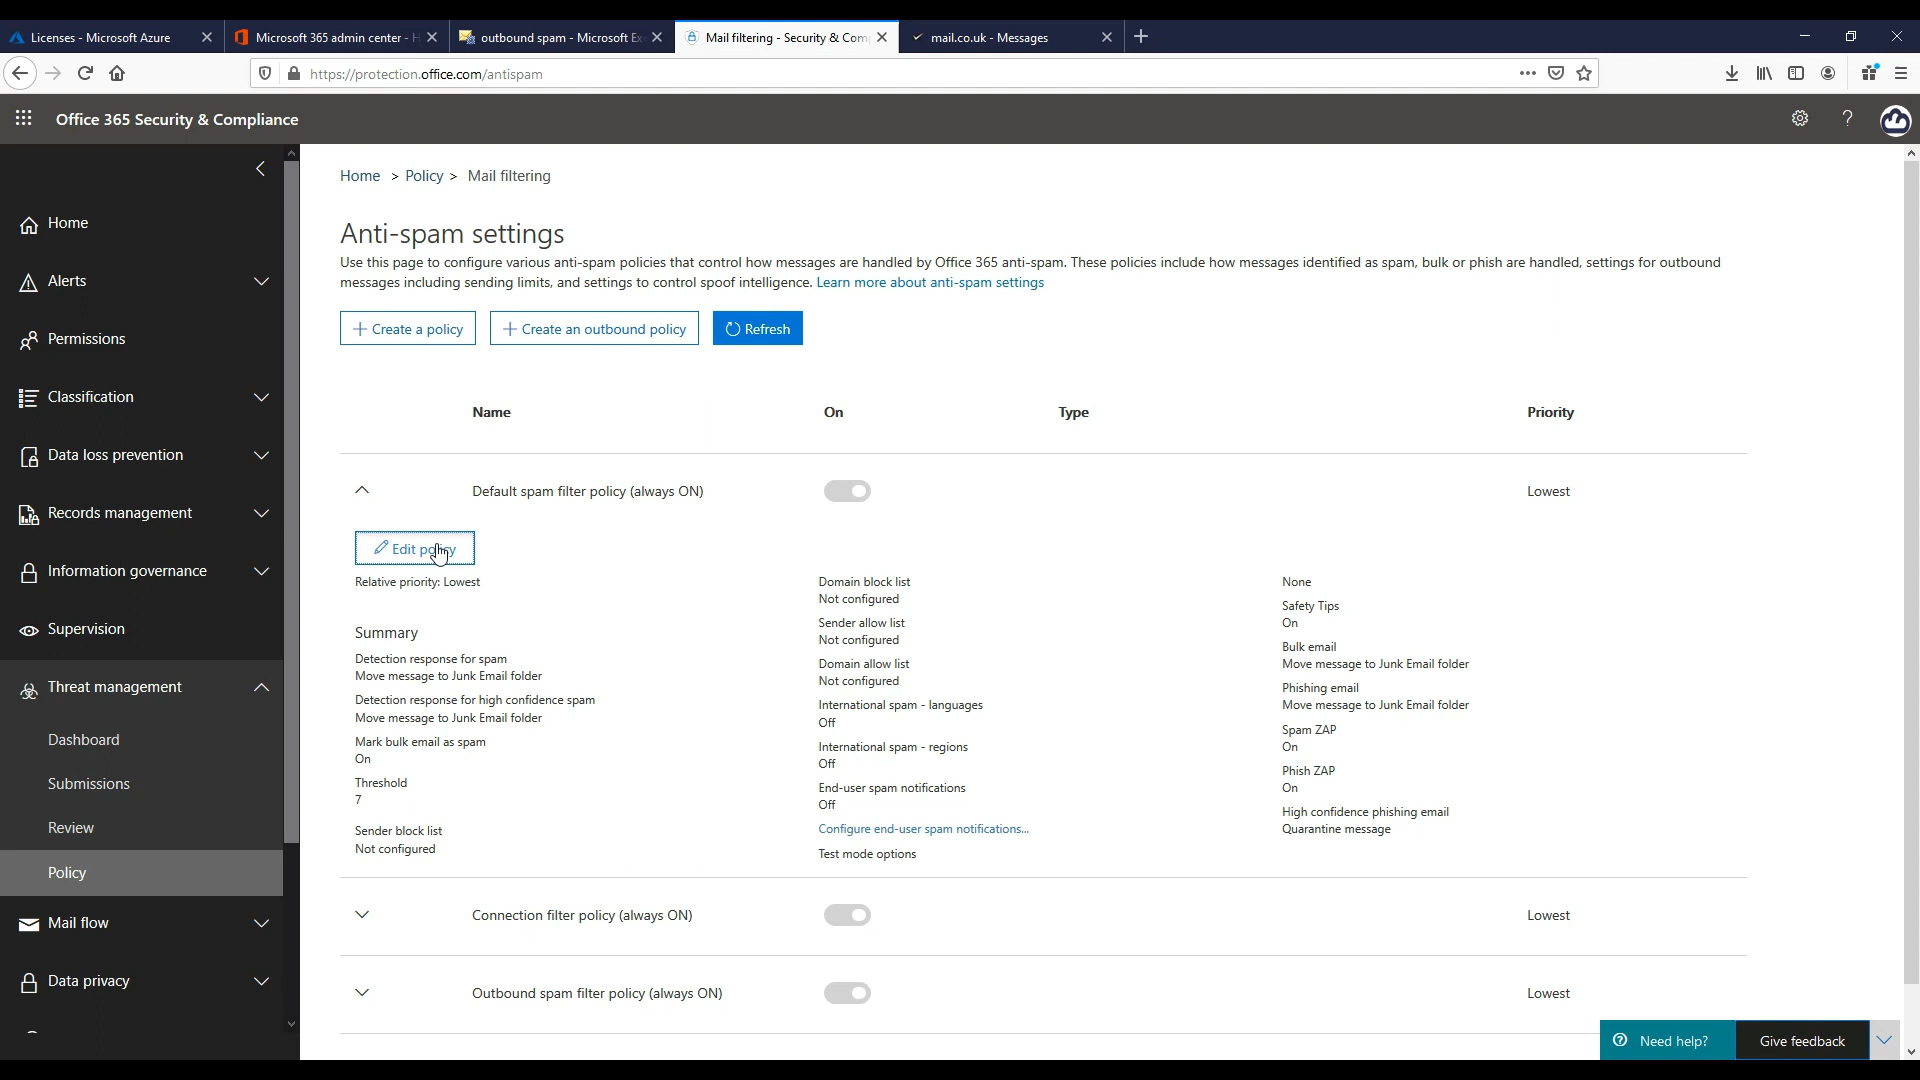 Licenses - Microsoft Azure
Microsoft 365 admin center - H
outbound spam - Microsoft Ex
Mail filtering - Security & Com
mail.co.uk - Messages
https://protection.office.com/antispam
Office 365 Security & Compliance
?
Home
Alerts
Permissions
Classification
Data loss prevention
Records management
Information governance
Supervision
Threat management
Dashboard
Submissions
Review
Policy
Mail flow
Data privacy
Home > Policy > Mail filtering
Anti-spam settings
Use this page to configure various anti-spam policies that control how messages are handled by Office 365 anti-spam. These policies include how messages identified as spam, bulk or phish are handled, settings for outbound
messages including sending limits, and settings to control spoof intelligence. Learn more about anti-spam settings
Create a policy
Create an outbound policy
Refresh
Name On Type Priority
Default spam filter policy (always ON) Lowest
Edit policy
Relative priority: Lowest
Summary
Detection response for spam
Move message to Junk Email folder
Detection response for high confidence spam
Move message to Junk Email folder
Mark bulk email as spam
On
Threshold
7
Sender block list
Not configured
Domain block list
Not configured
Sender allow list
Not configured
Domain allow list
Not configured
International spam - languages
Off
International spam - regions
Off
End-user spam notifications
Off
Configure end-user spam notifications...
Test mode options
None
Safety Tips
On
Bulk email
Move message to Junk Email folder
Phishing email
Move message to Junk Email folder
Spam ZAP
On
Phish ZAP
On
High confidence phishing email
Quarantine message
Connection filter policy (always ON) Lowest
Outbound spam filter policy (always ON) Lowest
Need help?
Give feedback